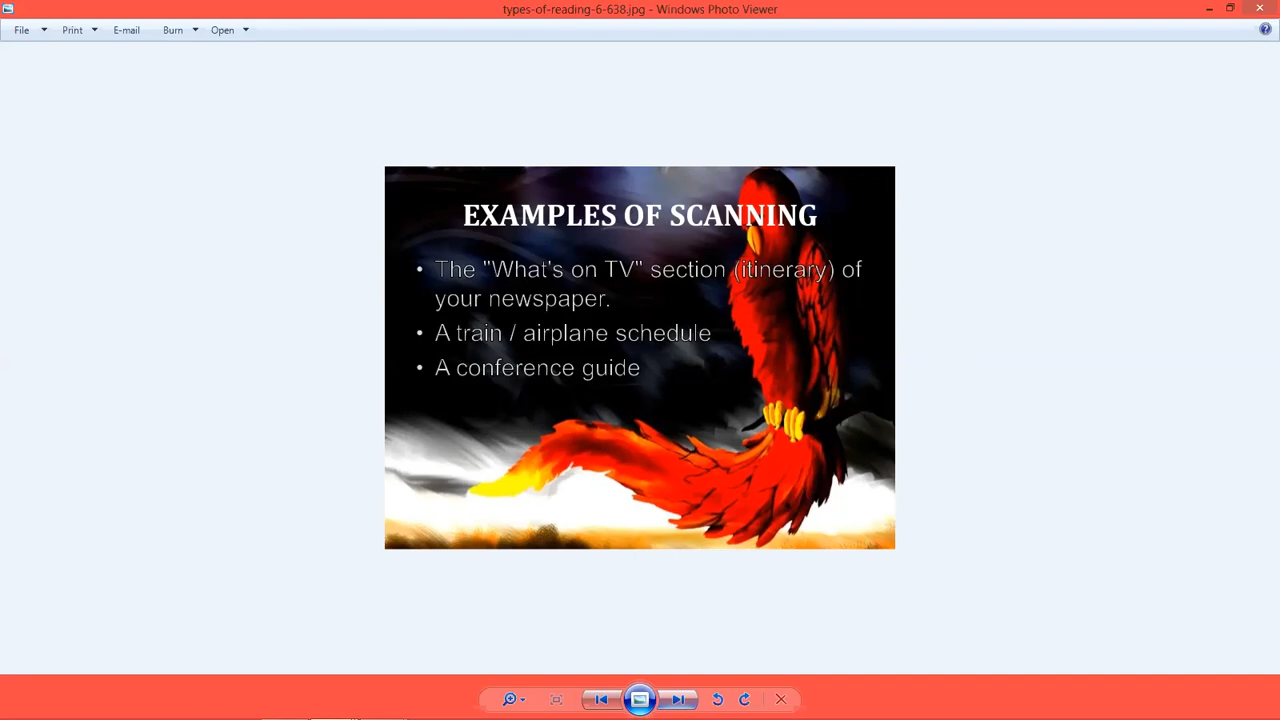 types-of-reading-6-638.jpg - Windows Photo Viewer
File Print E-mail Burn Open
EXAMPLES OF SCANNING
• The "What's on TV" section (itinerary) of
your newspaper.
• A train / airplane schedule
• A conference guide